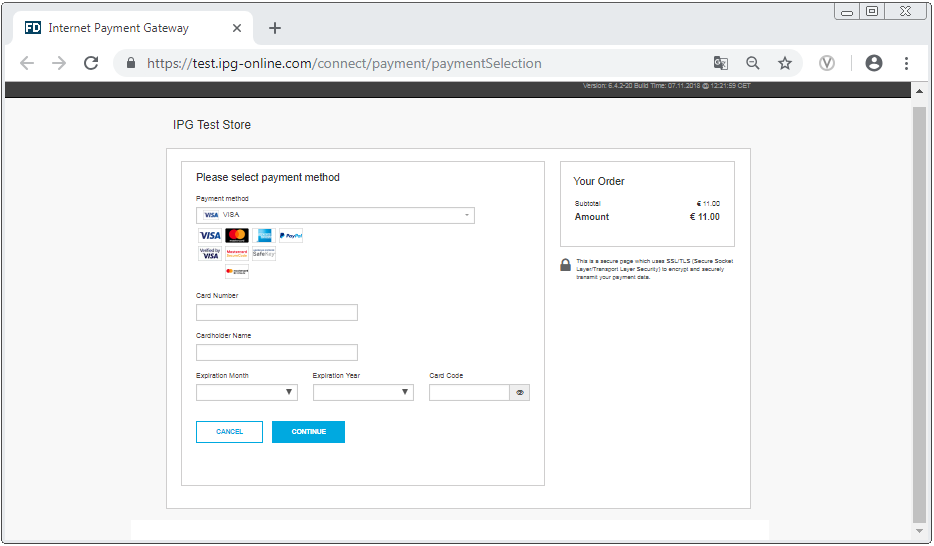 FD Internet Payment Gateway
https://test.ipg-online.com/connect/payment/paymentSelection
Version: 6.4.2-20 Build Time: 07.11.2018 @ 12:21:59 CET
IPG Test Store
Please select payment method
Payment method
VISA VISA
VISA PayPal
Verified by VISA SafeKey
Card Number
Cardholder Name
Expiration Month Expiration Year Card Code
CANCEL CONTINUE
Your Order
Subtotal € 11.00
Amount € 11.00
This is a secure page which uses SSL/TLS (Secure Socket
Layer/Transport Layer Security) to encrypt and securely
transmit your payment data.